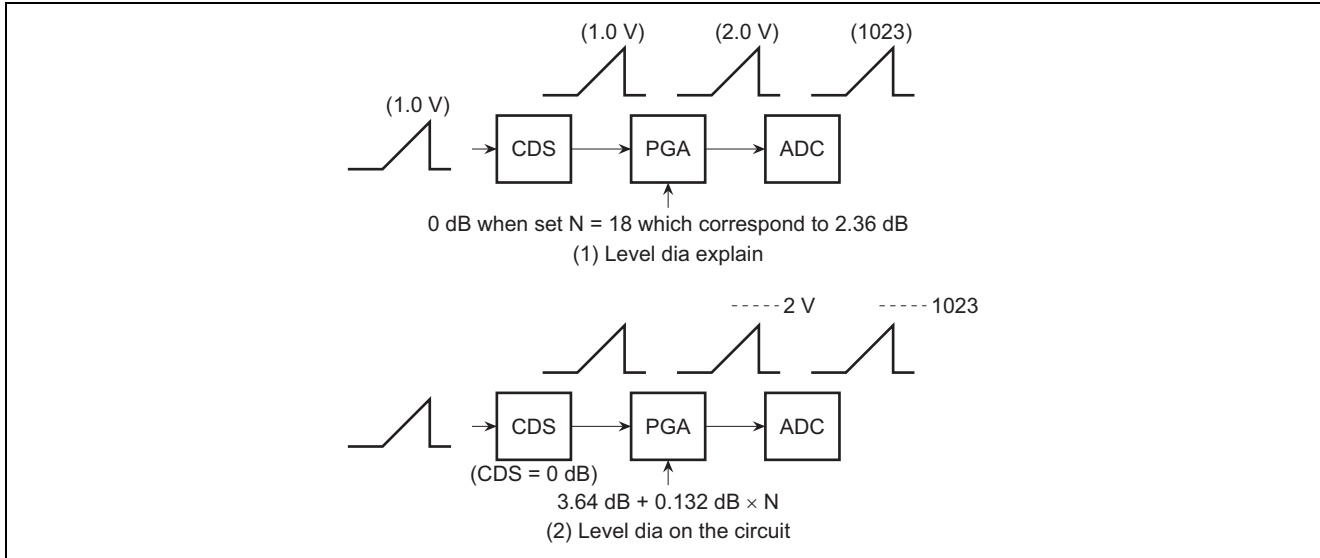 (1.0 V) (2.0 V) (1023)
(1.0 V)
CDS PGA ADC
0 dB when set N = 18 which correspond to 2.36 dB
(1) Level dia explain
2 V 1023
CDS PGA ADC
(CDS = 0 dB)
3.64 dB + 0.132 dB × N
(2) Level dia on the circuit